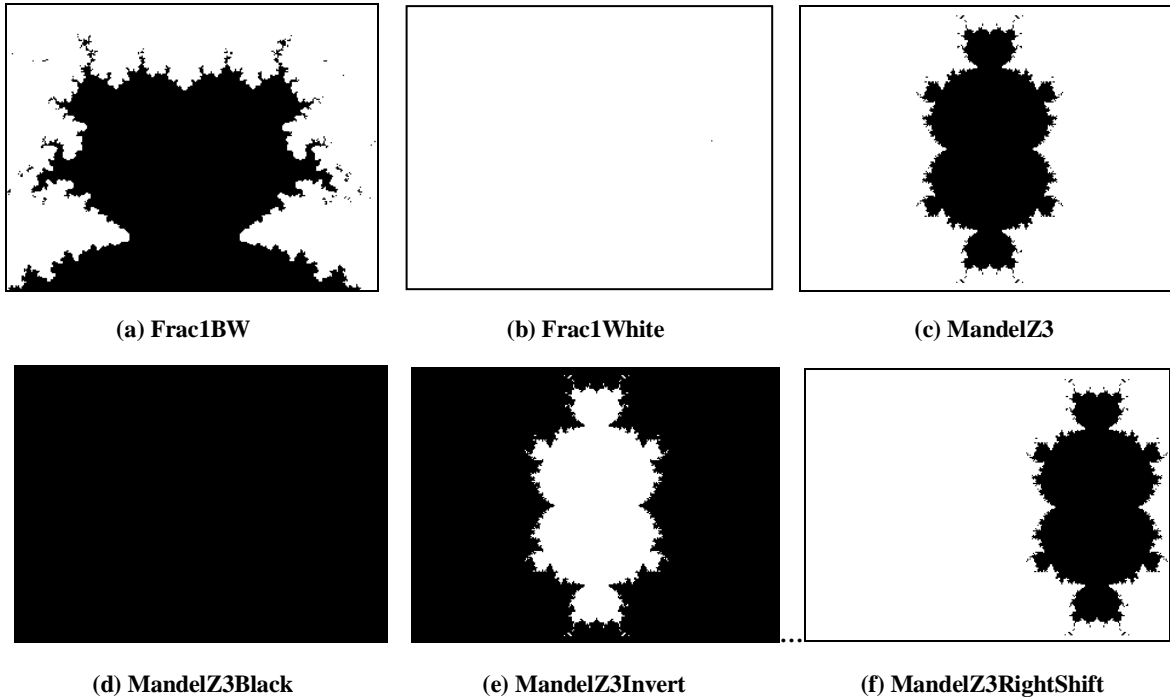 (a) Frac1BW
(b) Frac1White
(c) MandelZ3
...
(d) MandelZ3Black
(e) MandelZ3Invert
(f) MandelZ3RightShift